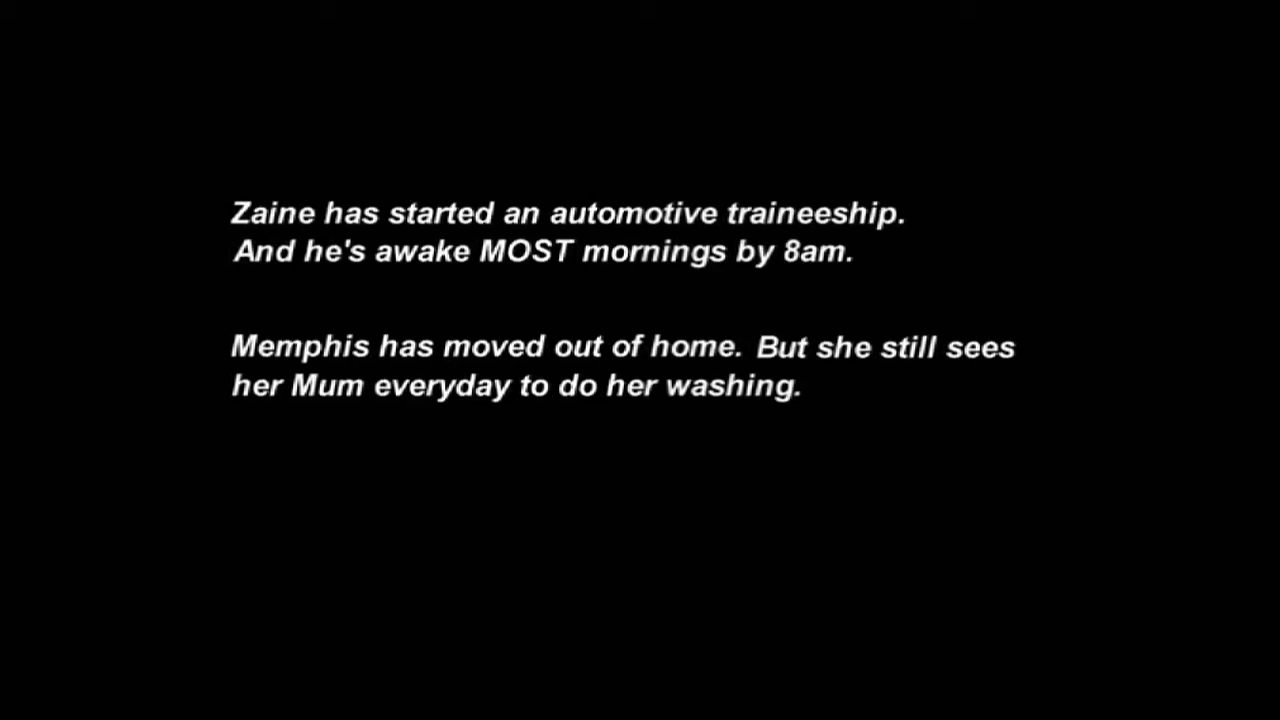 Zaine has started an automotive traineeship.
And he's awake MOST mornings by 8am.
Memphis has moved out of home. But she still sees
her Mum everyday to do her washing.